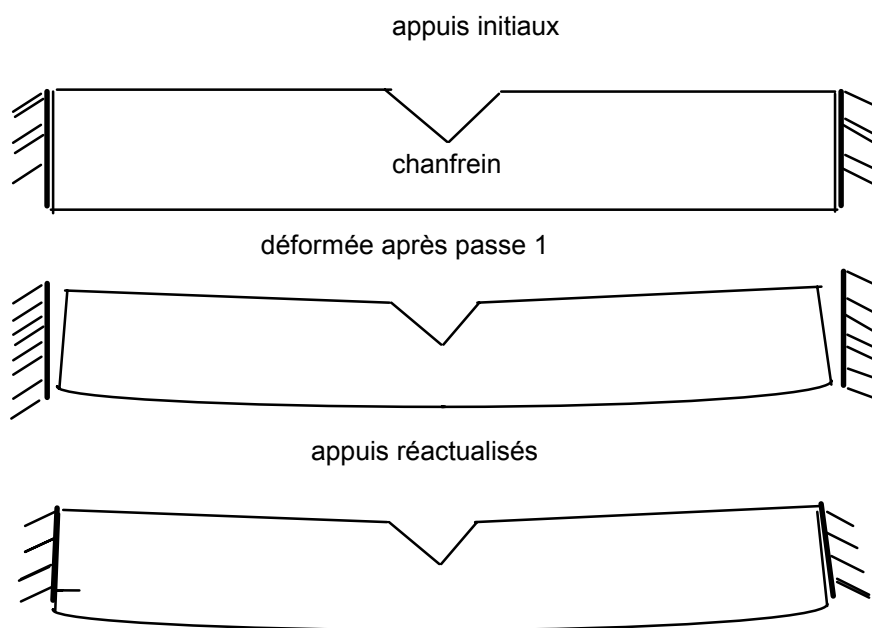 appuis initiaux
chanfrein
déformée après passe 1
appuis réactualisés